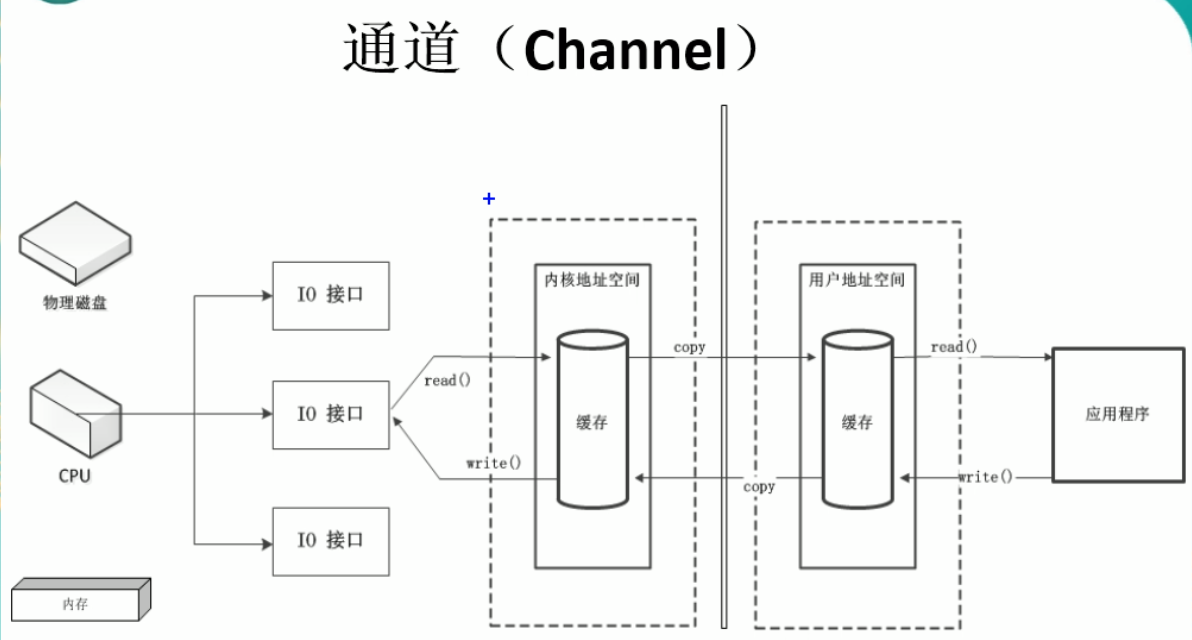 通道（Channel）
物理磁盘
CPU
内存
IO 接口
IO 接口
IO 接口
read()
write()
内核地址空间
缓存
copy
copy
用户地址空间
缓存
read()
write()
应用程序